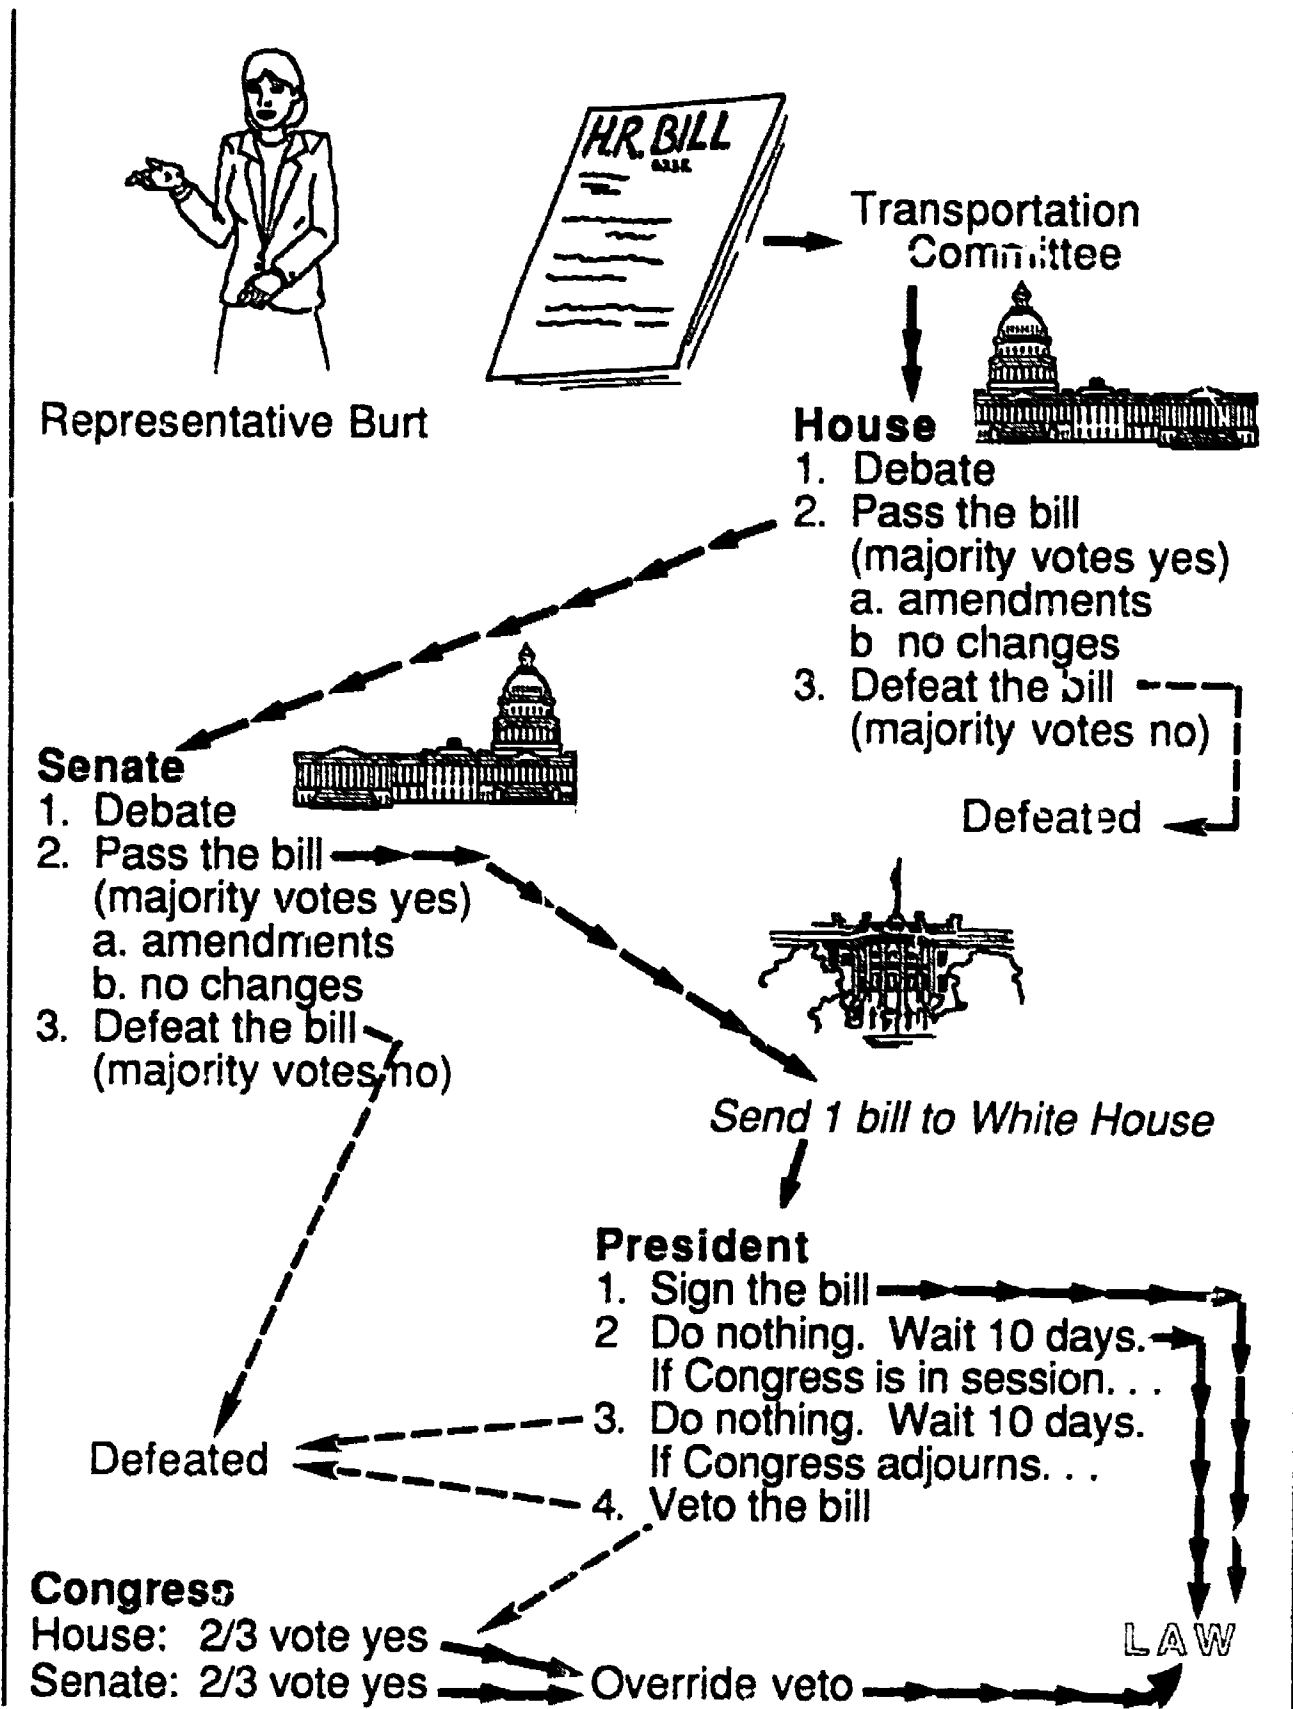 H.R. BILL
Transportation
Committee
Representative Burt
House
1. Debate
2. Pass the bill
(majority votes yes)
a. amendments
b no changes
3. Defeat the bill
(majority votes no)
Defeated
Senate
1. Debate
2. Pass the bill
(majority votes yes)
a. amendments
b. no changes
3. Defeat the bill
(majority votes no)
Send 1 bill to White House
President
1. Sign the bill
2 Do nothing. Wait 10 days.
If Congress is in session. . .
3. Do nothing. Wait 10 days.
If Congress adjourns. . .
4. Veto the bill
Defeated
Congress
House: 2/3 vote yes
Senate: 2/3 vote yes
Override veto
LAW